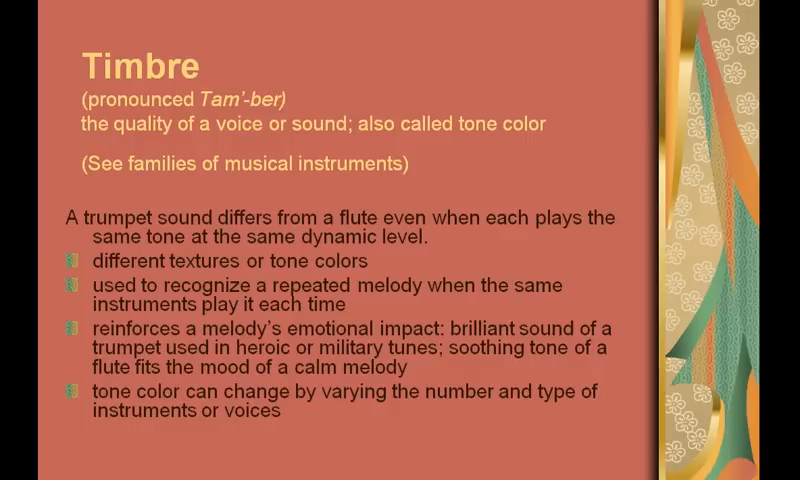 Timbre
(pronounced Tam’-ber)
the quality of a voice or sound; also called tone color
(See families of musical instruments)
A trumpet sound differs from a flute even when each plays the
same tone at the same dynamic level.
different textures or tone colors
used to recognize a repeated melody when the same
instruments play it each time
reinforces a melody’s emotional impact: brilliant sound of a
trumpet used in heroic or military tunes; soothing tone of a
flute fits the mood of a calm melody
tone color can change by varying the number and type of
instruments or voices